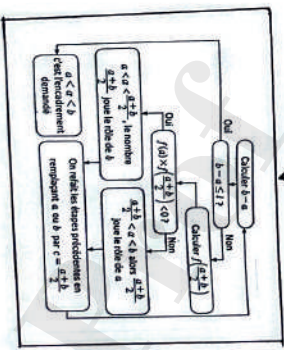 Calculer b − a
b − a ≤ l ?
Oui
Non
Calculer f((a+b)/2)
f(a) × f((a+b)/2) < 0 ?
Oui
Non
a < α < (a+b)/2, le nombre
(a+b)/2 joue le rôle de b
(a+b)/2 < α < b alors (a+b)/2
joue le rôle de a
a < α < b
c'est l'encadrement
demandé
On refait les étapes précédentes en
remplaçant a ou b par c = (a+b)/2